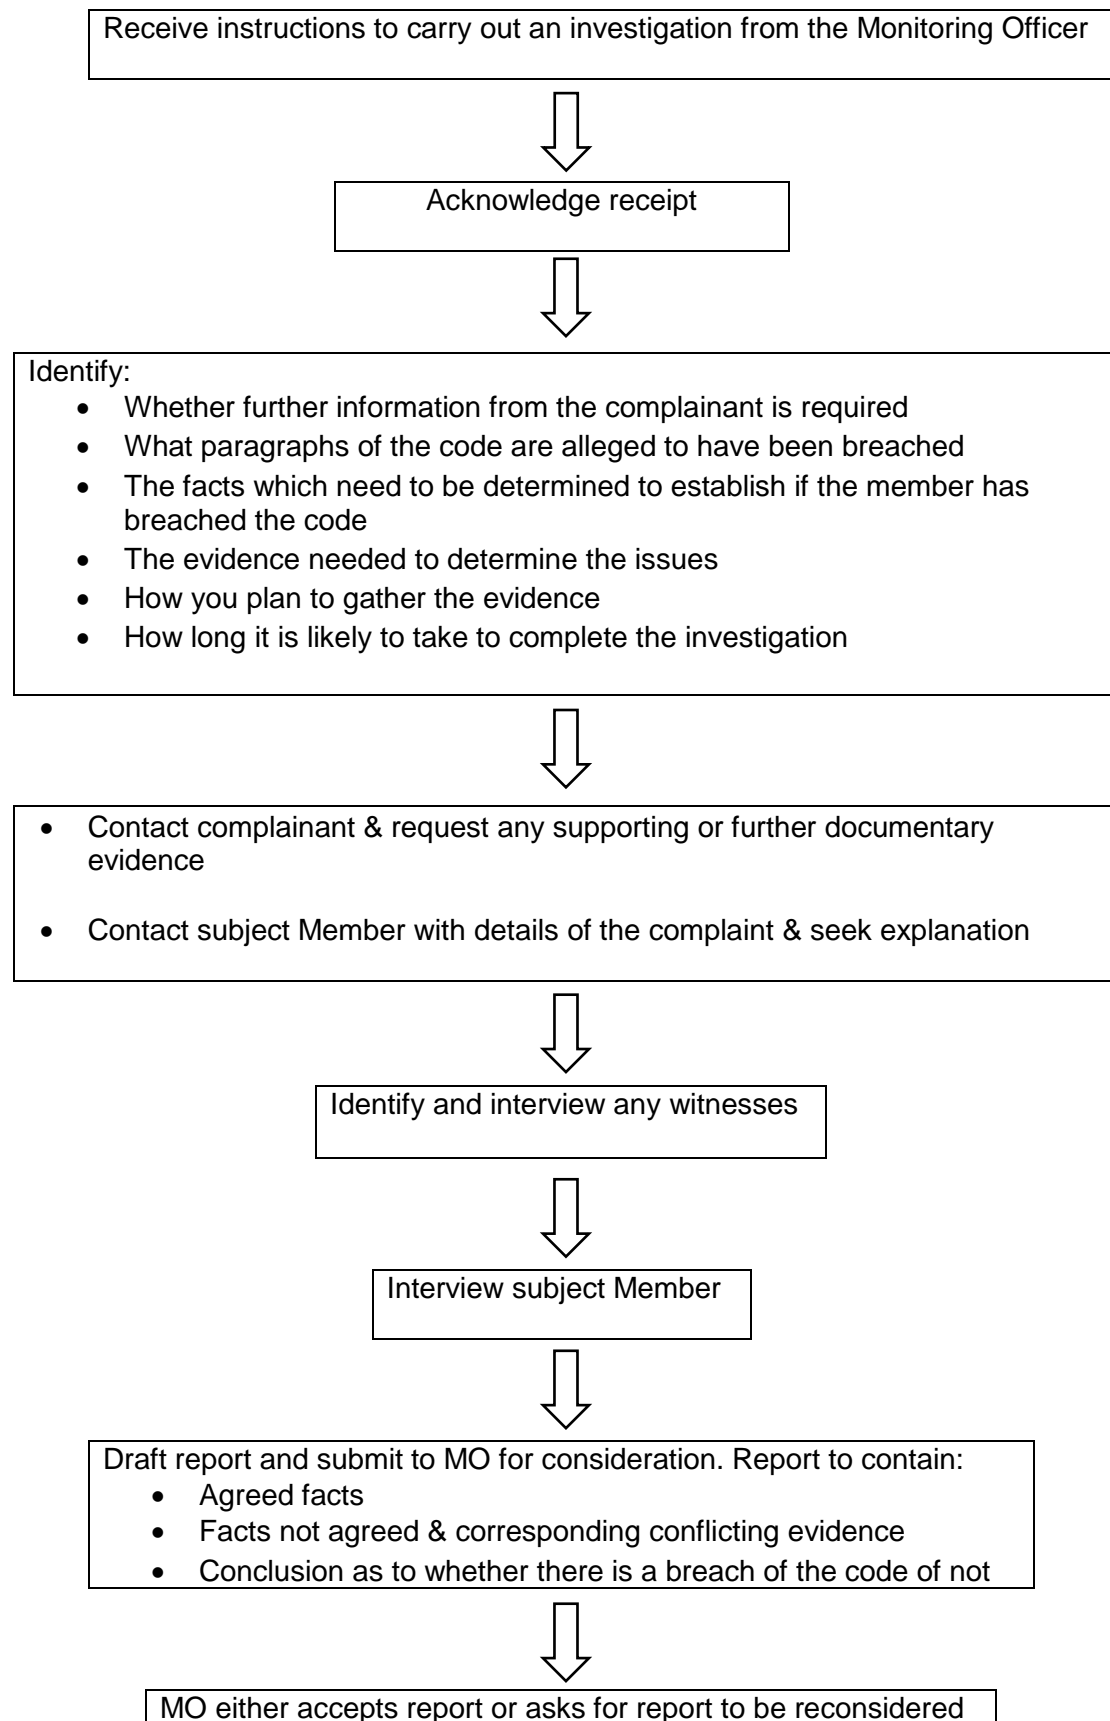 Receive instructions to carry out an investigation from the Monitoring Officer
Acknowledge receipt
Identify:
• Whether further information from the complainant is required
• What paragraphs of the code are alleged to have been breached
• The facts which need to be determined to establish if the member has
breached the code
• The evidence needed to determine the issues
• How you plan to gather the evidence
• How long it is likely to take to complete the investigation
• Contact complainant & request any supporting or further documentary
evidence
• Contact subject Member with details of the complaint & seek explanation
Identify and interview any witnesses
Interview subject Member
Draft report and submit to MO for consideration. Report to contain:
• Agreed facts
• Facts not agreed & corresponding conflicting evidence
• Conclusion as to whether there is a breach of the code of not
MO either accepts report or asks for report to be reconsidered